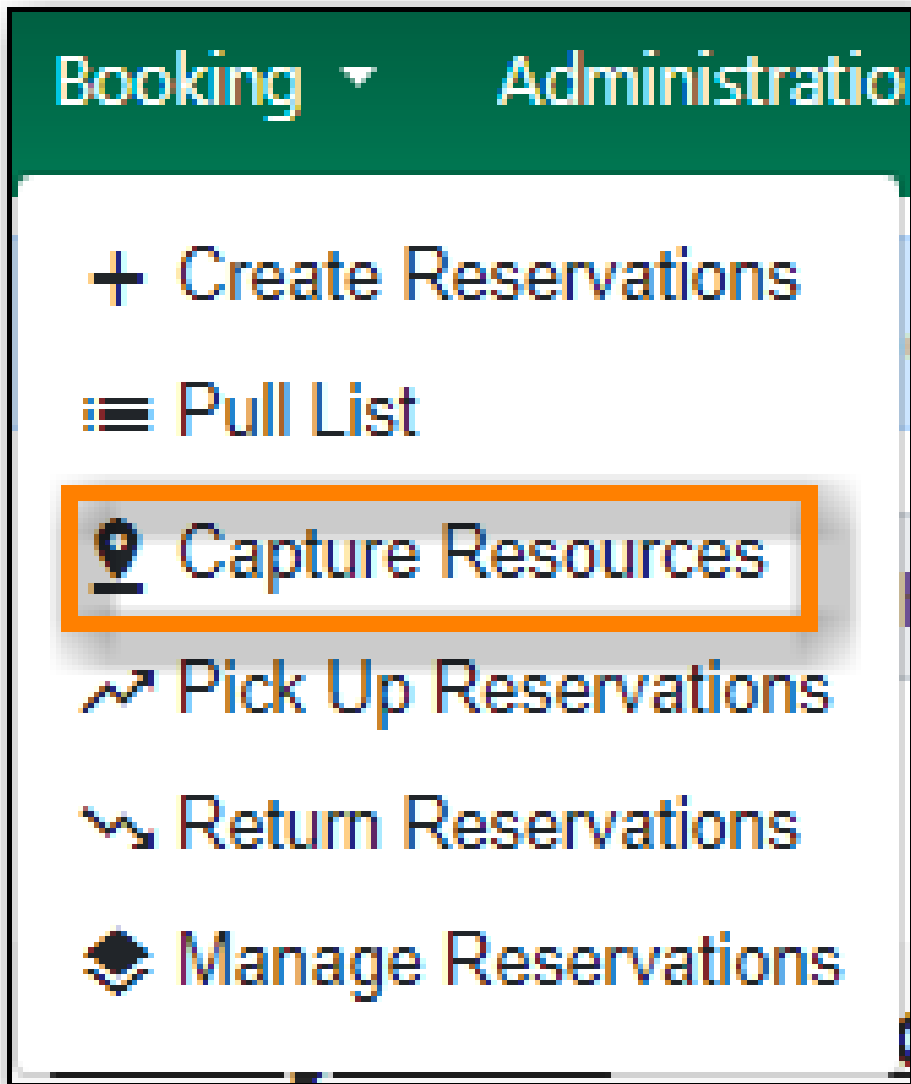 Booking Administratio
Create Reservations
Pull List
Capture Resources
Pick Up Reservations
Return Reservations
Manage Reservations